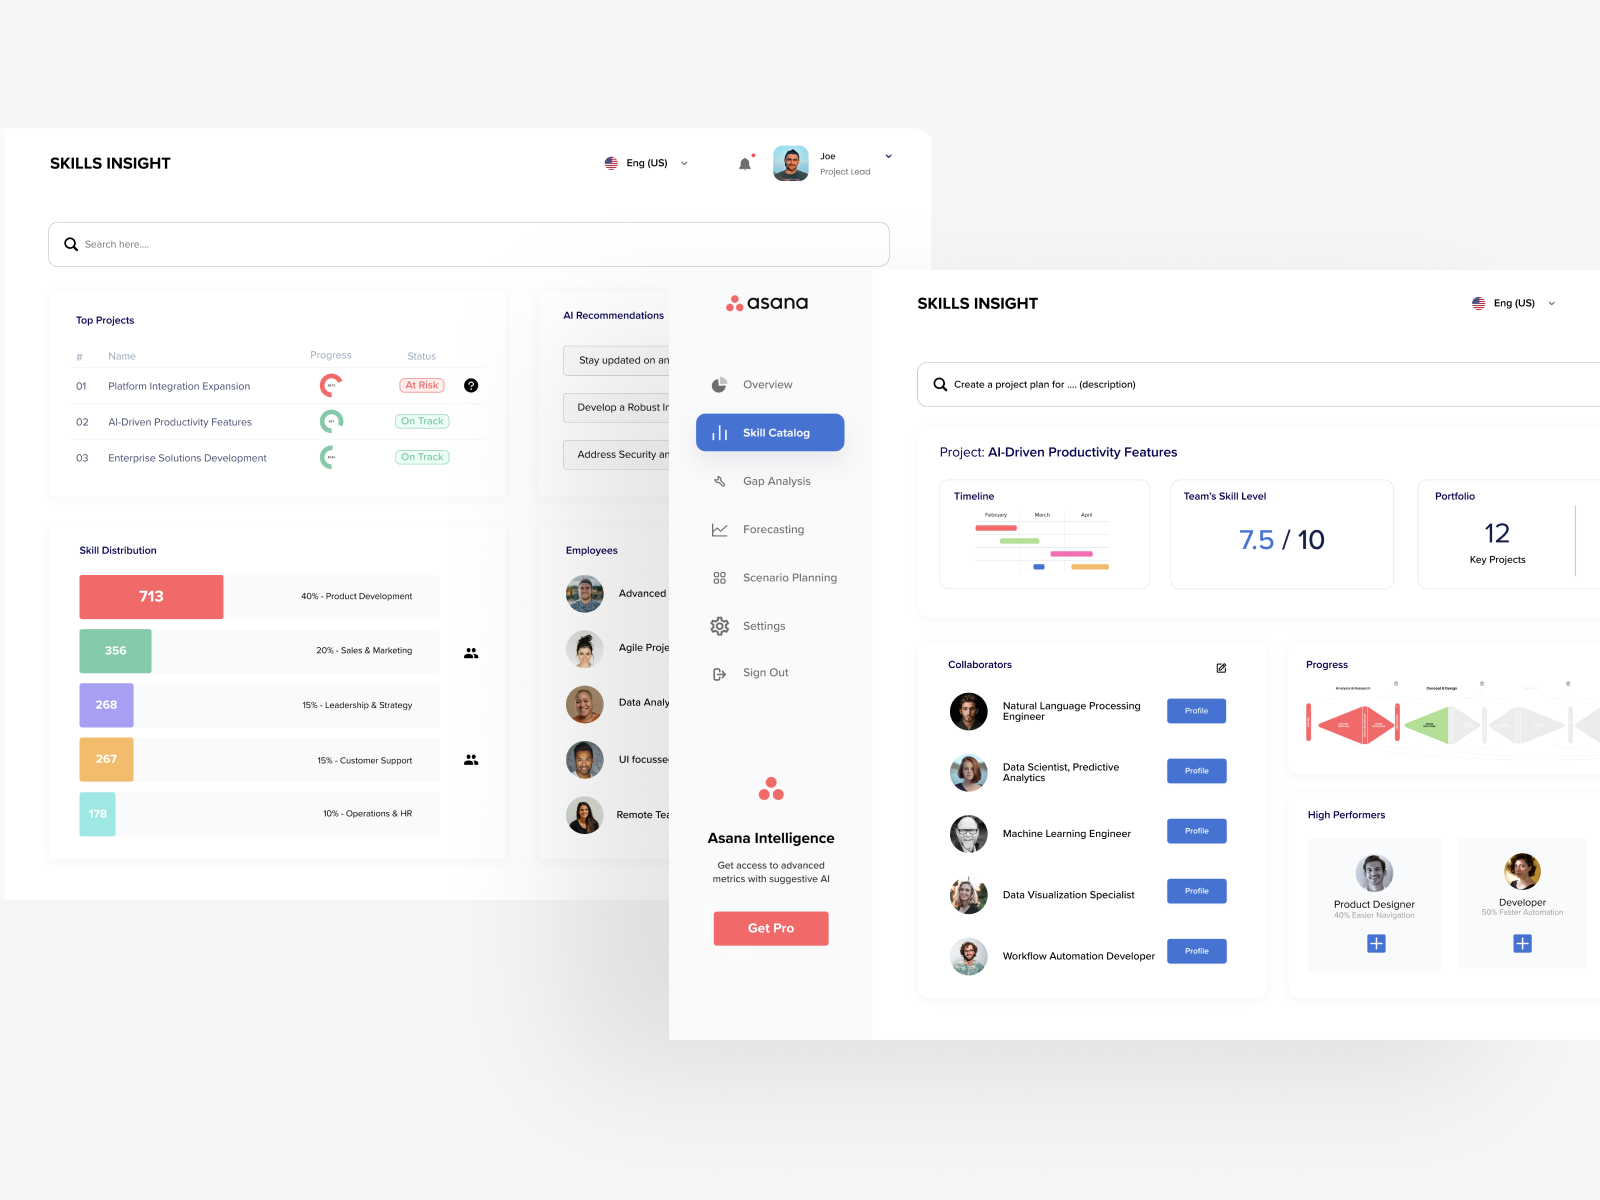 SKILLS INSIGHT
Eng (US)
Joe
Project Lead
Search here....
Top Projects
# Name Progress Status
01 Platform Integration Expansion At Risk ?
02 AI-Driven Productivity Features On Track
03 Enterprise Solutions Development On Track
AI Recommendations
Stay updated on an
Develop a Robust
Address Security an
Skill Distribution
713 40% - Product Development
356 20% - Sales & Marketing
268 15% - Leadership & Strategy
267 15% - Customer Support
178 10% - Operations & HR
Employees
Advanced
Agile Proje
Data Analy
UI focusse
Remote Tea
asana
Overview
Skill Catalog
Gap Analysis
Forecasting
Scenario Planning
Settings
Sign Out
Asana Intelligence
Get access to advanced
metrics with suggestive AI
Get Pro
SKILLS INSIGHT
Eng (US)
Create a project plan for .... (description)
Project: AI-Driven Productivity Features
Timeline
February March April
Team's Skill Level
7.5 / 10
Portfolio
12
Key Projects
Collaborators
Natural Language Processing
Engineer
Profile
Data Scientist, Predictive
Analytics
Profile
Machine Learning Engineer
Profile
Data Visualization Specialist
Profile
Workflow Automation Developer
Profile
Progress
Analysis & Research
Concept & Design
High Performers
Product Designer
40% Easier Navigation
Developer
50% Faster Automation